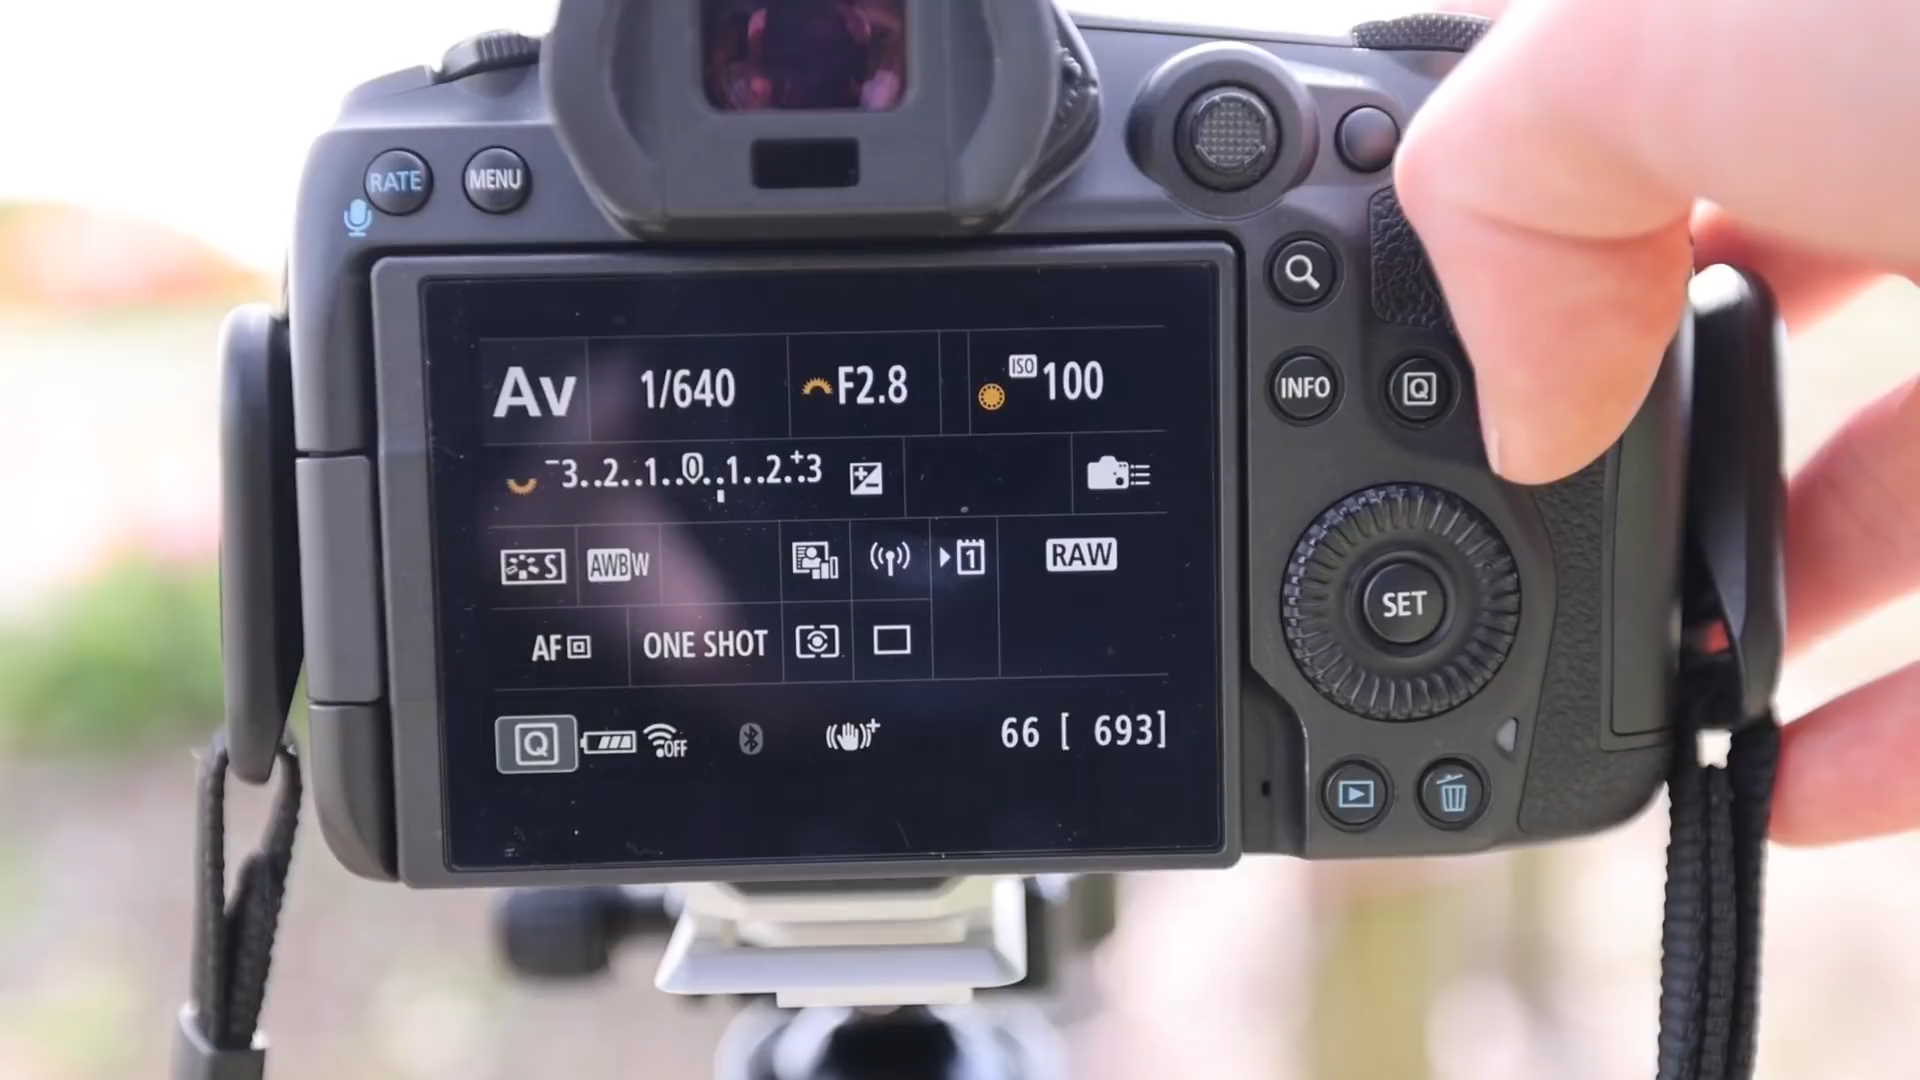 RATE MENU
Av 1/640 F2.8 ISO 100
-3..2..1..0..1..2..+3
S AWBW 1 RAW
INFO Q
AF ONE SHOT
SET
Q OFF 66 [ 693]